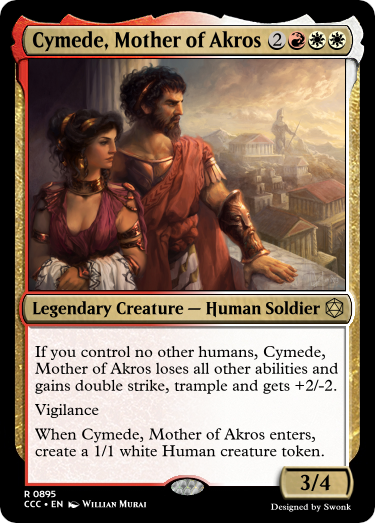 Cymede, Mother of Akros 2
Legendary Creature — Human Soldier
If you control no other humans, Cymede,
Mother of Akros loses all other abilities and
gains double strike, trample and gets +2/-2.
Vigilance
When Cymede, Mother of Akros enters,
create a 1/1 white Human creature token.
3/4
R 0895
CCC • EN Willian Murai
Designed by Swonk